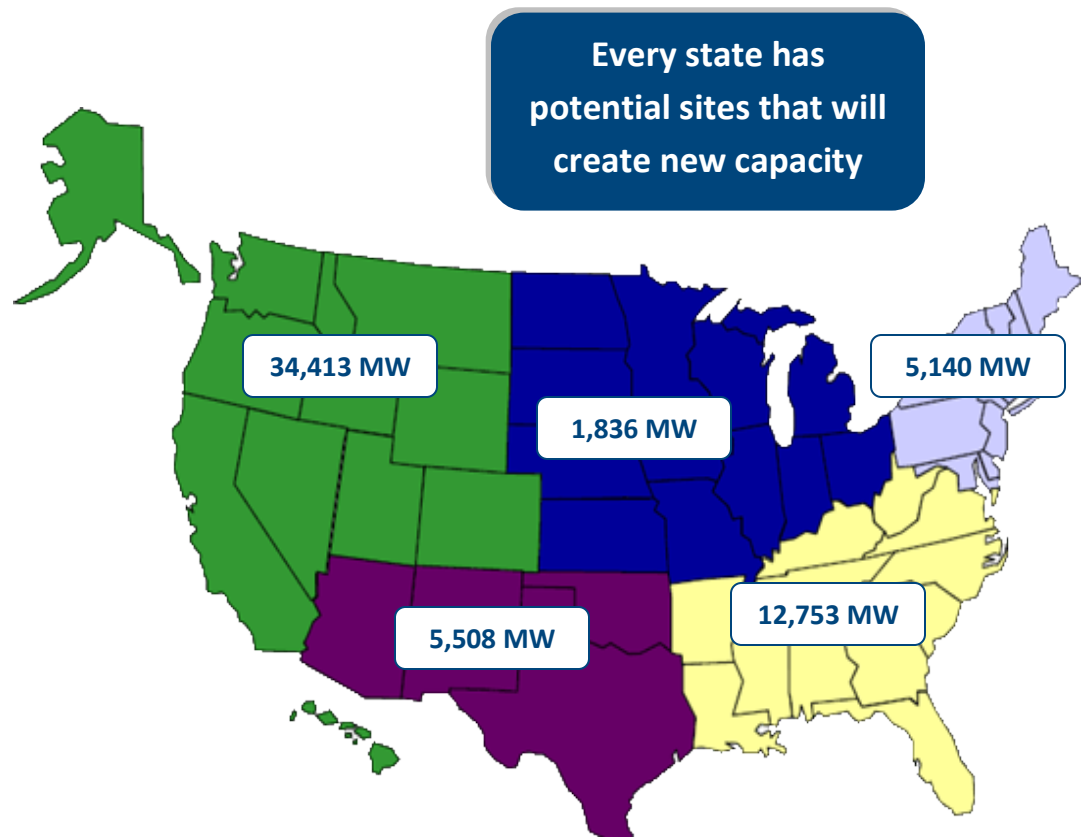 Every state has
potential sites that will
create new capacity
34,413 MW
5,140 MW
1,836 MW
12,753 MW
5,508 MW